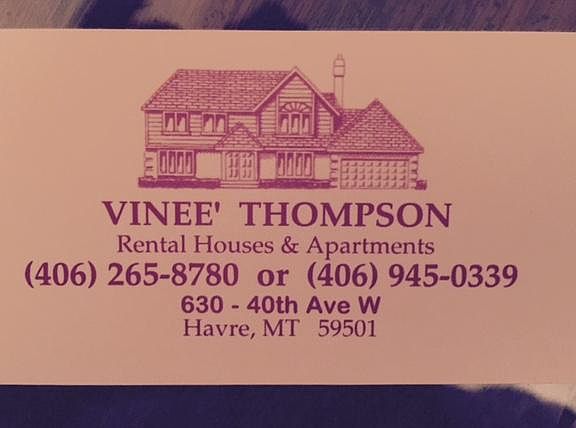 VINEE' THOMPSON
Rental Houses & Apartments
(406) 265-8780 or (406) 945-0339
630 - 40th Ave W
Havre, MT 59501